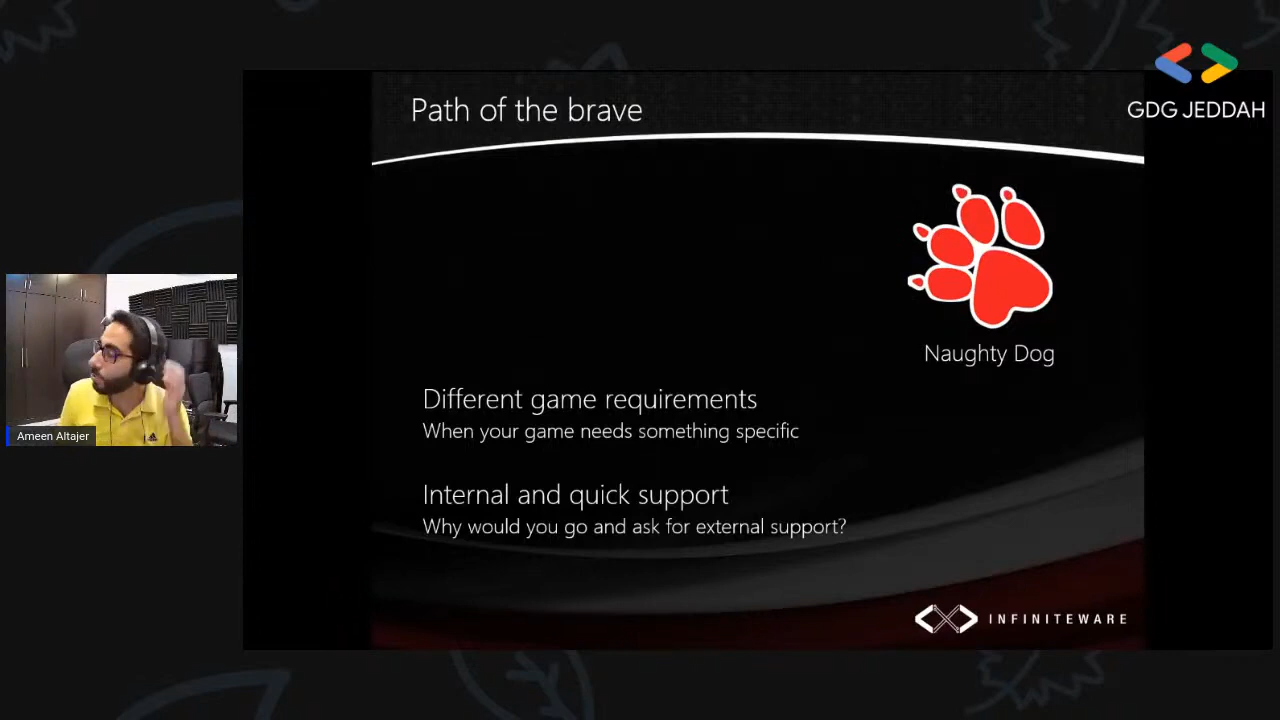 Path of the brave
GDG JEDDAH
Naughty Dog
Different game requirements
When your game needs something specific
Ameen Altajer
Internal and quick support
Why would you go and ask for external support?
INFINITEWARE